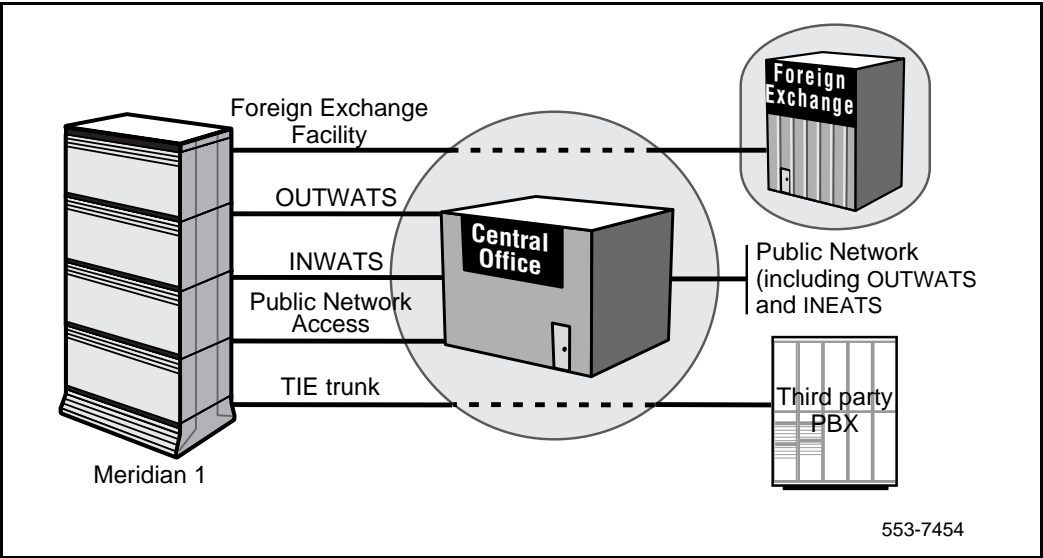 Foreign Exchange
Facility
OUTWATS
INWATS
Public Network
Access
TIE trunk
Meridian 1
Central
Office
Foreign
Exchange
Public Network
(including OUTWATS
and INEATS
Third party
PBX
553-7454